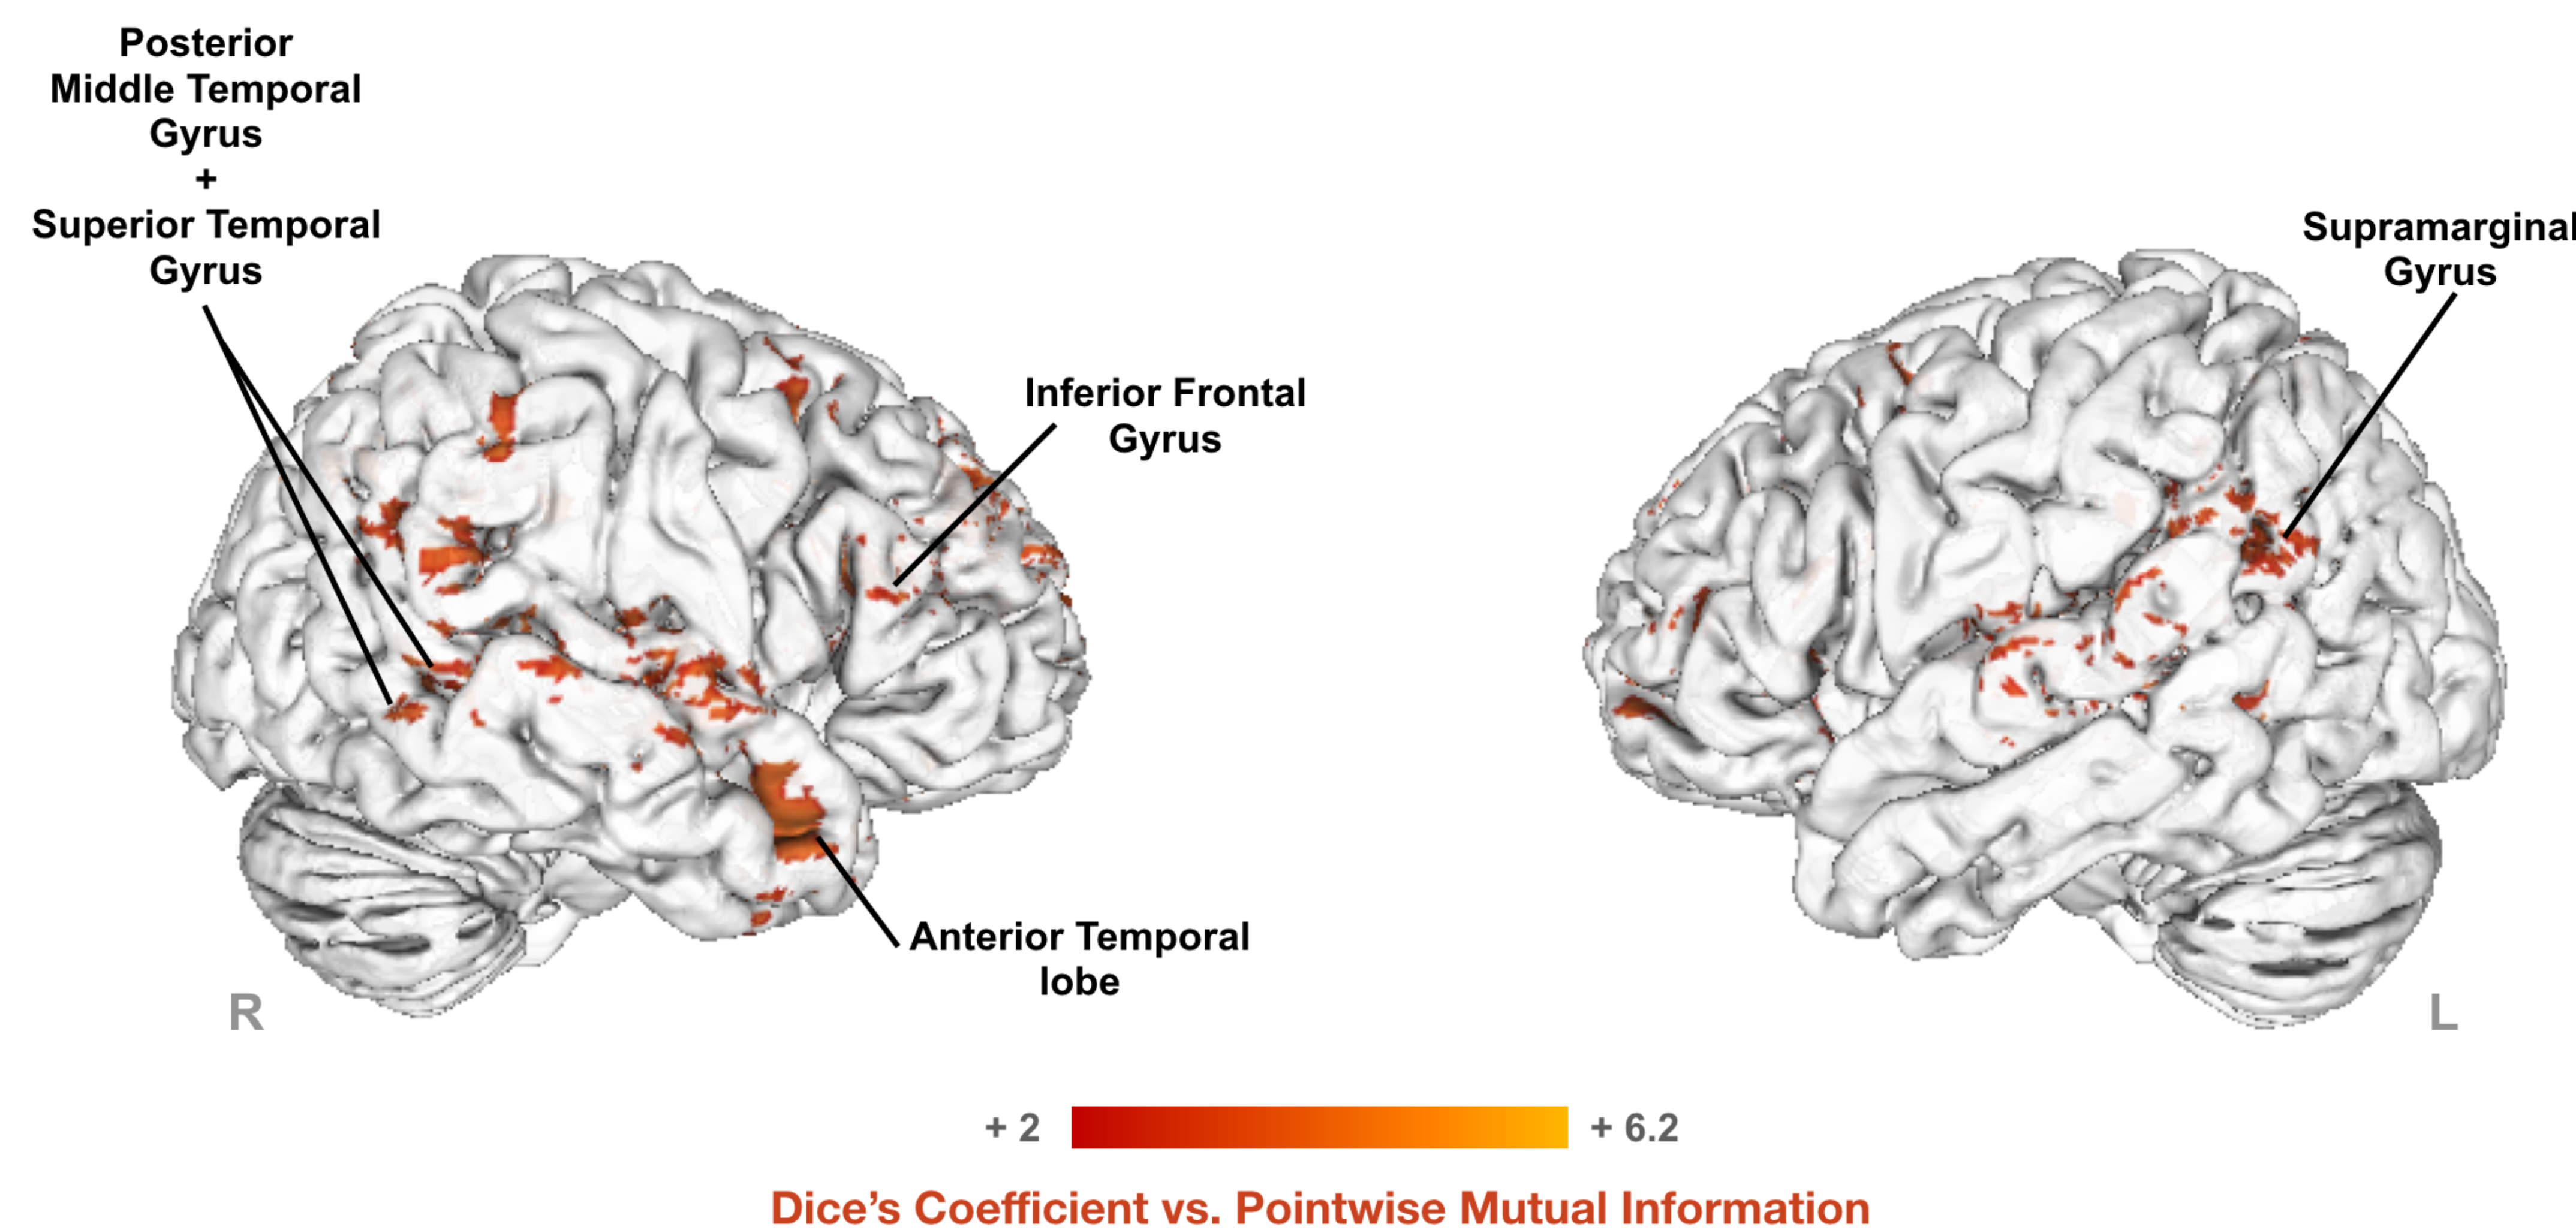 Posterior
Middle Temporal
Gyrus
+
Superior Temporal
Gyrus
Inferior Frontal
Gyrus
Anterior Temporal
lobe
Supramarginal
Gyrus
R
L
+ 2
+ 6.2
Dice’s Coefficient vs. Pointwise Mutual Information